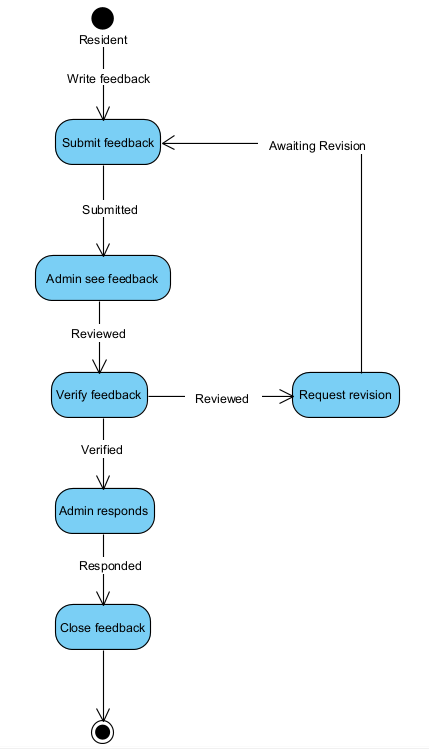 Resident
Write feedback
Submit feedback
Awaiting Revision
Submitted
Admin see feedback
Reviewed
Verify feedback
Reviewed
Request revision
Verified
Admin responds
Responded
Close feedback